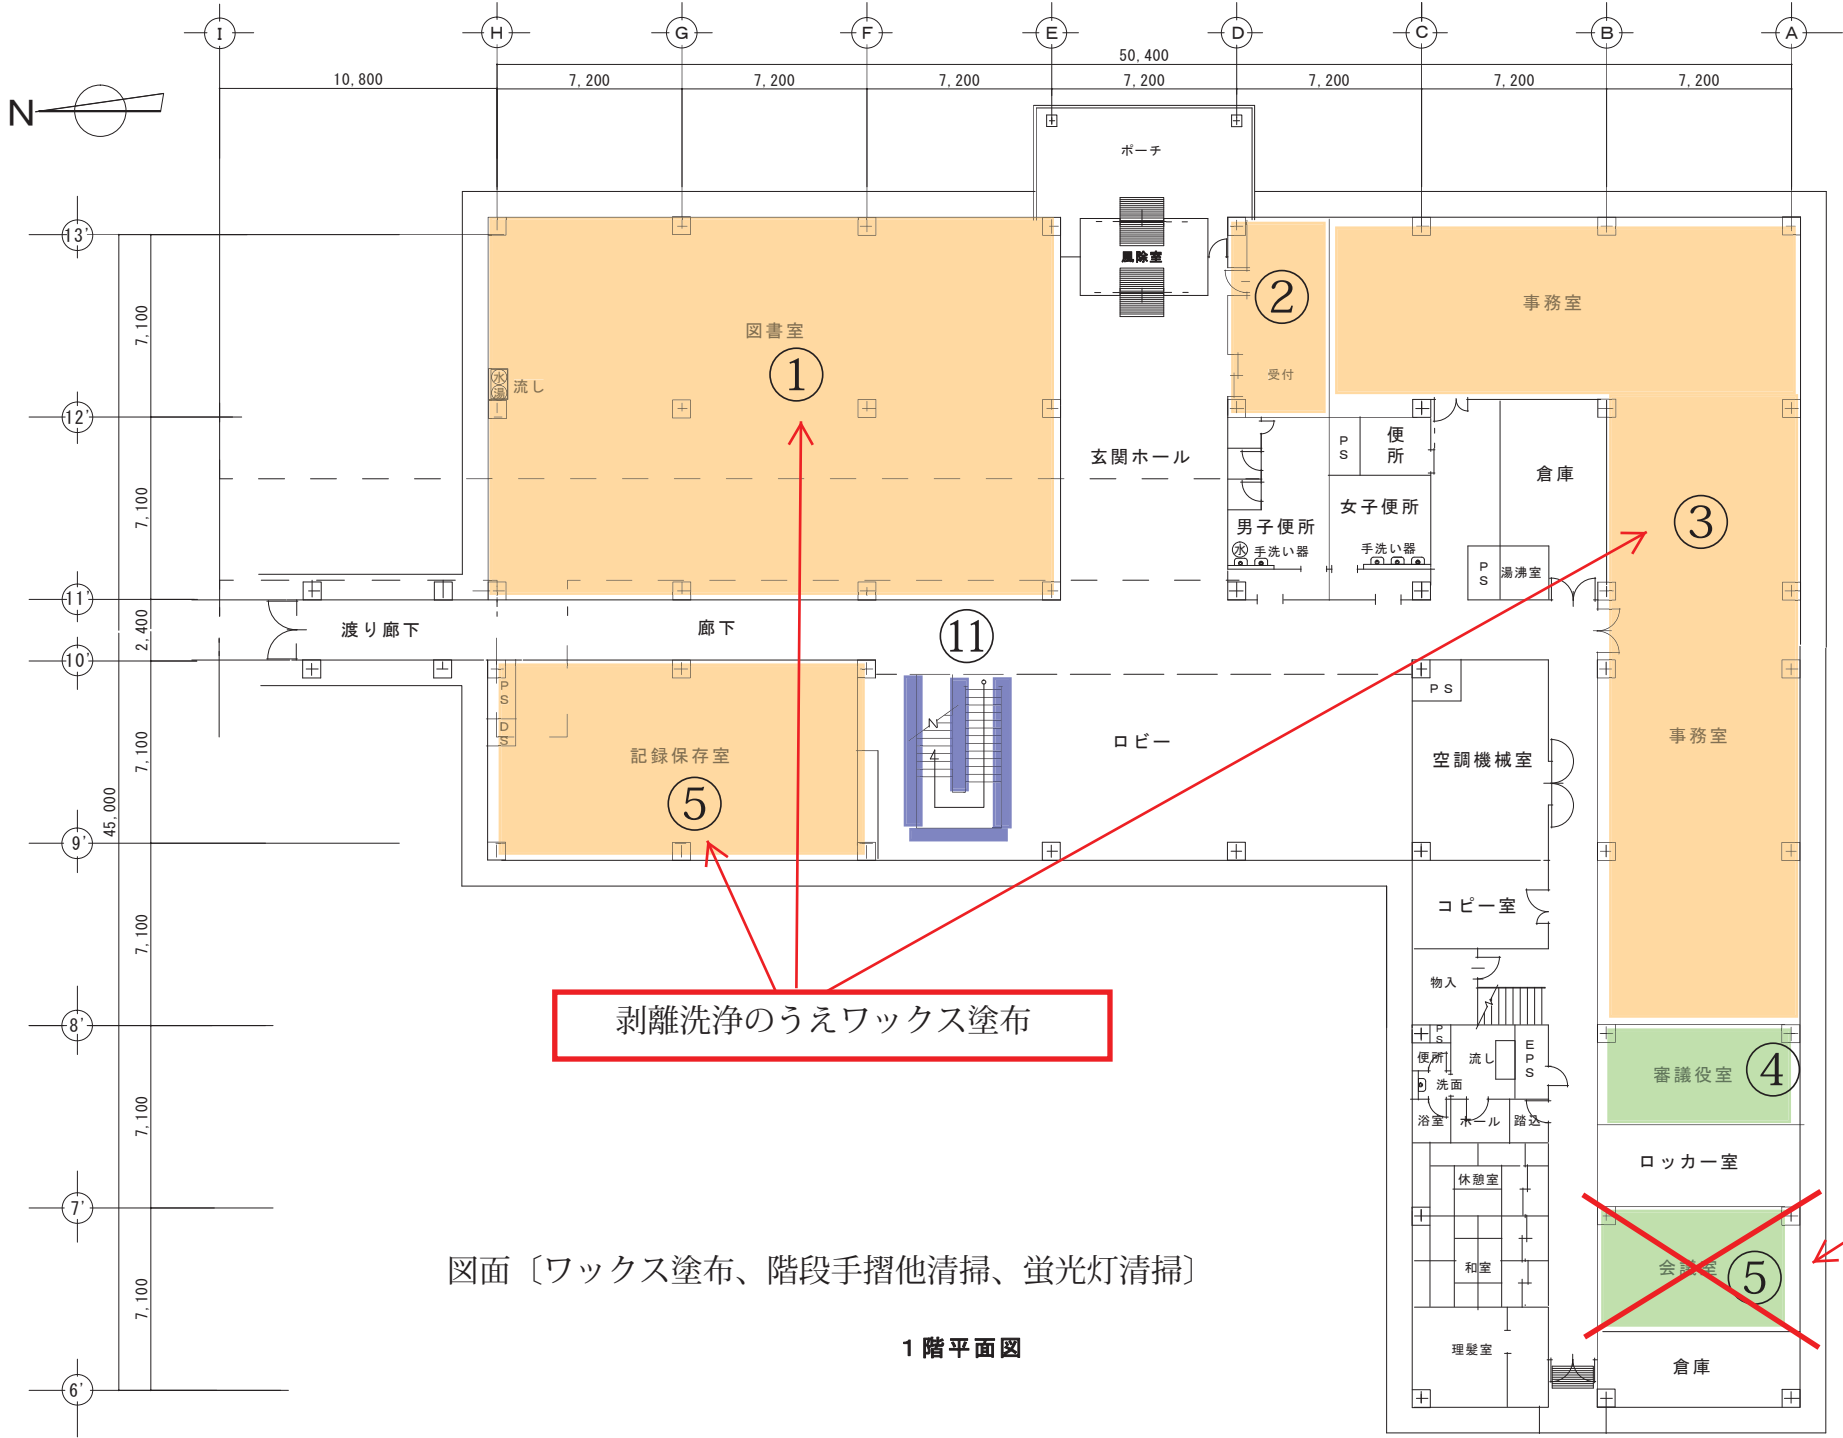 I H G F E D C B A
50,400
10,800 7,200 7,200 7,200 7,200 7,200 7,200 7,200
N
ポーチ
13'
風除室
②
事務室
7,100
図書室
①
受付
水
湯
流し
12'
玄関ホール
PS
便所
倉庫
7,100
女子便所
③
男子便所
水
手洗い器
手洗い器
PS
湯沸室
11'
2,400
渡り廊下
廊下
⑪
10'
PS
DS
PS
N
ロビー
事務室
7,100
記録保存室
空調機械室
⑤
45,000
9'
コピー室
7,100
物入
剥離洗浄のうえワックス塗布
8'
PS
便所
流し
EPS
洗面
審議役室
④
7,100
浴室
ホール
踏込
ロッカー室
休憩室
7'
図面〔ワックス塗布、階段手摺他清掃、蛍光灯清掃〕
和室
会議室
⑤
7,100
1階平面図
理髪室
倉庫
6'